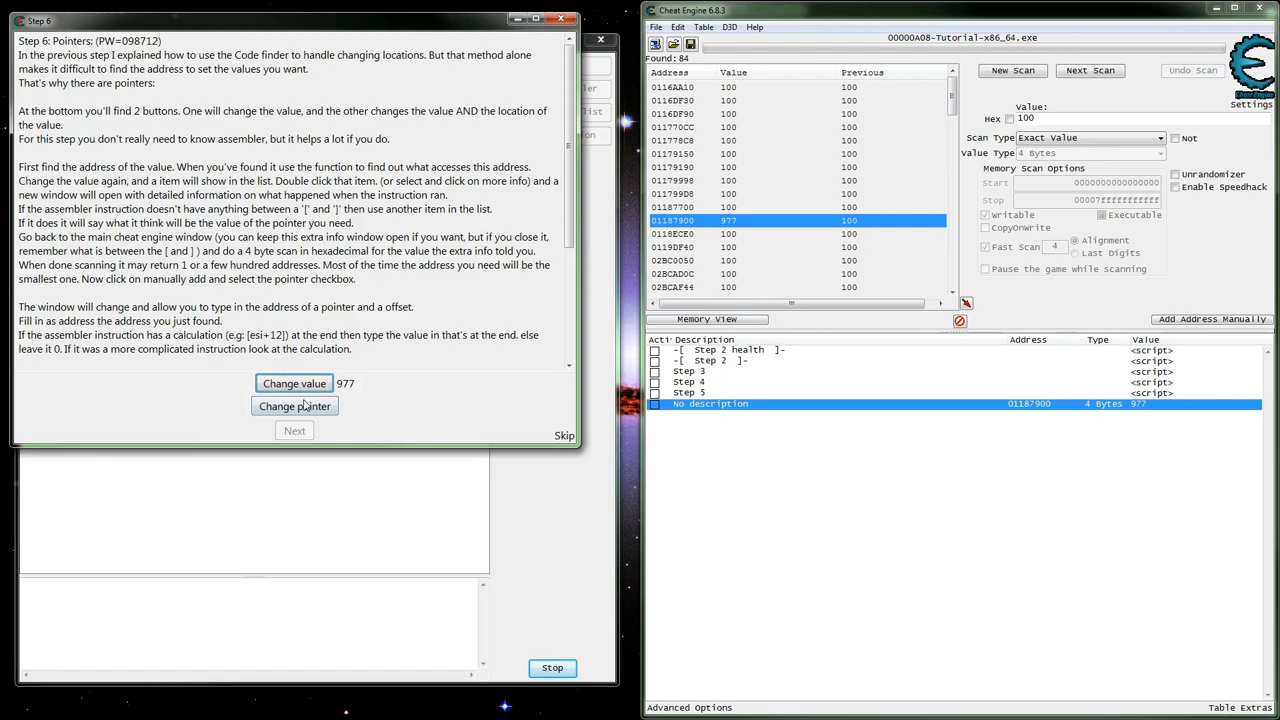 Step 6
Step 6: Pointers: (PW=098712)
In the previous step I explained how to use the Code finder to handle changing locations. But that method alone
makes it difficult to find the address to set the values you want.
That's why there are pointers:
At the bottom you'll find 2 buttons. One will change the value, and the other changes the value AND the location of
the value.
For this step you don't really need to know assembler, but it helps a lot if you do.
First find the address of the value. When you've found it use the function to find out what accesses this address.
Change the value again, and a item will show in the list. Double click that item. (or select and click on more info) and a
new window will open with detailed information on what happened when the instruction ran.
If the assembler instruction doesn't have anything between a '[' and ']' then use another item in the list.
If it does it will say what it think will be the value of the pointer you need.
Go back to the main cheat engine window (you can keep this extra info window open if you want, but if you close it,
remember what is between the [ and ] ) and do a 4 byte scan in hexadecimal for the value the extra info told you.
When done scanning it may return 1 or a few hundred addresses. Most of the time the address you need will be the
smallest one. Now click on manually add and select the pointer checkbox.
The window will change and allow you to type in the address of a pointer and a offset.
Fill in as address the address you just found.
If the assembler instruction has a calculation (e.g: [esi+12]) at the end then type the value in that's at the end. else
leave it 0. If it was a more complicated instruction look at the calculation.
Change value 977
Change pointer
Next
Skip
ler
list
on
Stop
Cheat Engine 6.8.3
File Edit Table D3D Help
00000A08-Tutorial-x86_64.exe
Found: 84
Address Value Previous
0116AA10 100 100
0116DF30 100 100
0116DF90 100 100
011770CC 100 100
011778C8 100 100
01179150 100 100
01179190 100 100
01179998 100 100
011799D8 100 100
01187700 100 100
01187900 977 100
0118ECE0 100 100
0119DF40 100 100
02BC0050 100 100
02BCAD0C 100 100
02BCAF44 100 100
New Scan Next Scan Undo Scan
Settings
Value:
Hex 100
Scan Type Exact Value Not
Value Type 4 Bytes
Memory Scan Options
Start 0000000000000000
Stop 00007fffffffffff
Writable Executable
CopyOnWrite
Fast Scan 4 Alignment
Last Digits
Pause the game while scanning
Unrandomizer
Enable Speedhack
Memory View
Add Address Manually
Acti Description Address Type Value
-[ Step 2 health ]- <script>
-[ Step 2 ]- <script>
Step 3 <script>
Step 4 <script>
Step 5 <script>
No description 01187900 4 Bytes 977
Advanced Options
Table Extras